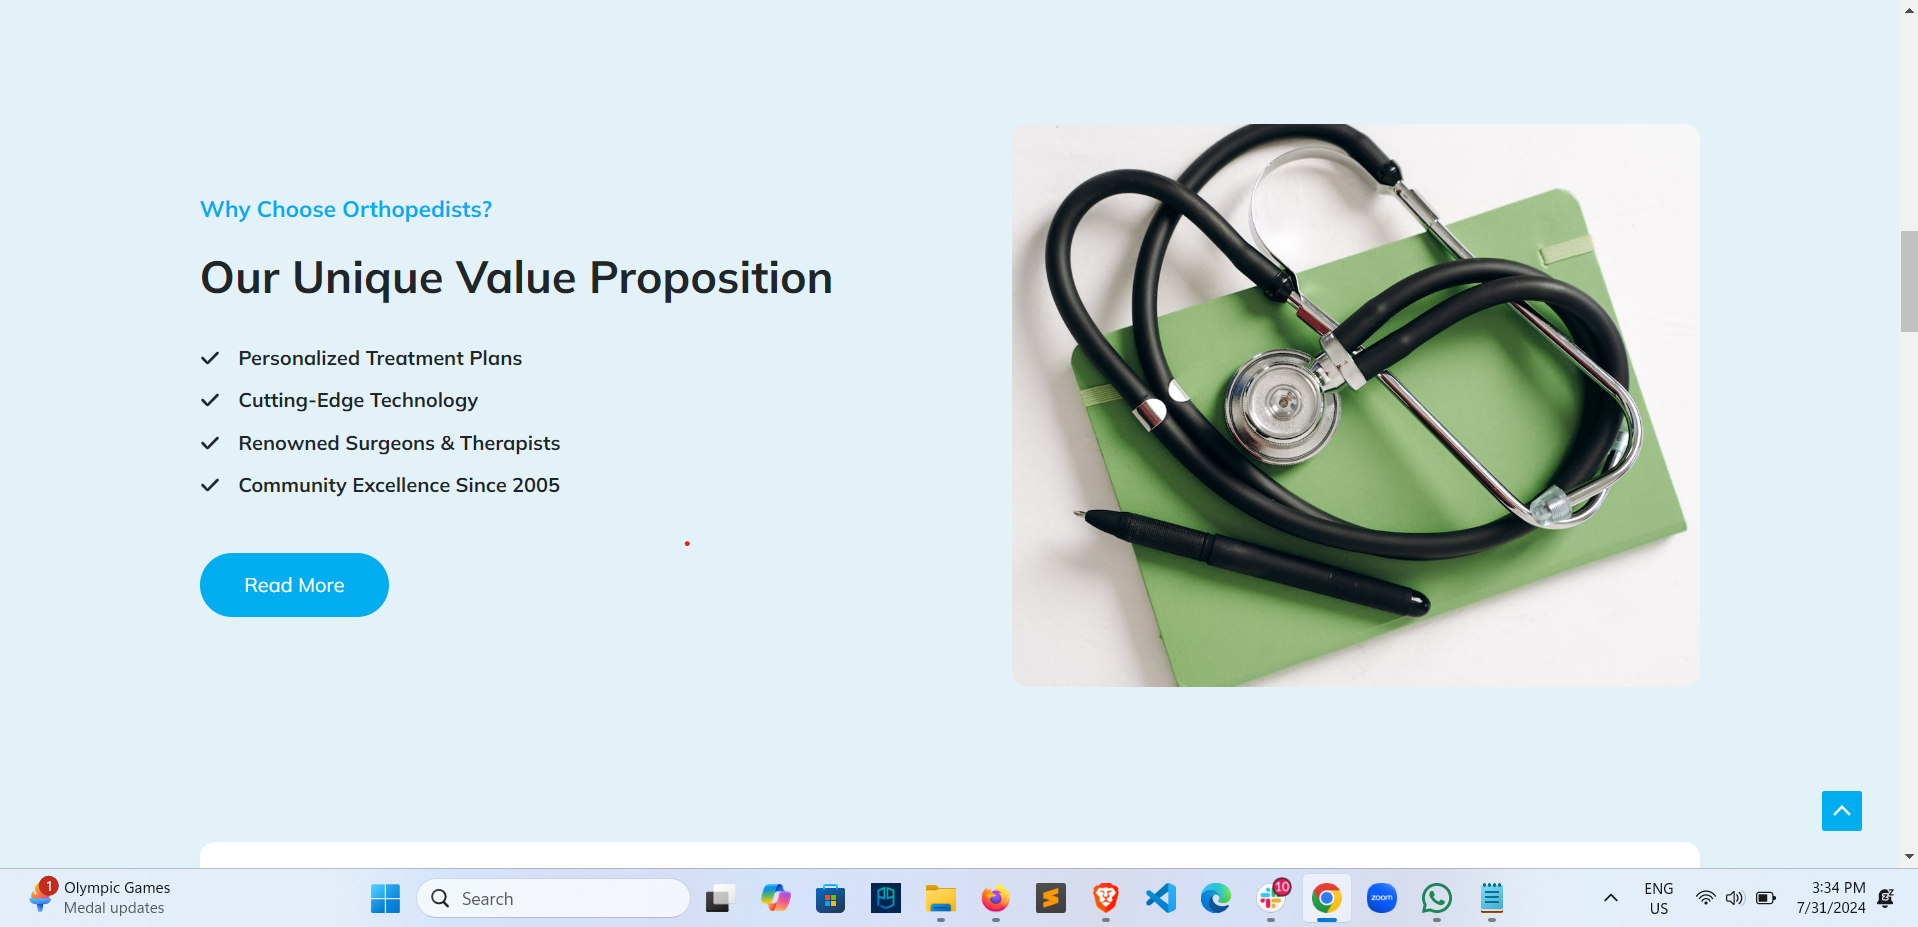 Why Choose Orthopedists?
Our Unique Value Proposition
Personalized Treatment Plans
Cutting-Edge Technology
Renowned Surgeons & Therapists
Community Excellence Since 2005
Read More
1
Olympic Games
Medal updates
Search
10
zoom
ENG
US
3:34 PM
7/31/2024